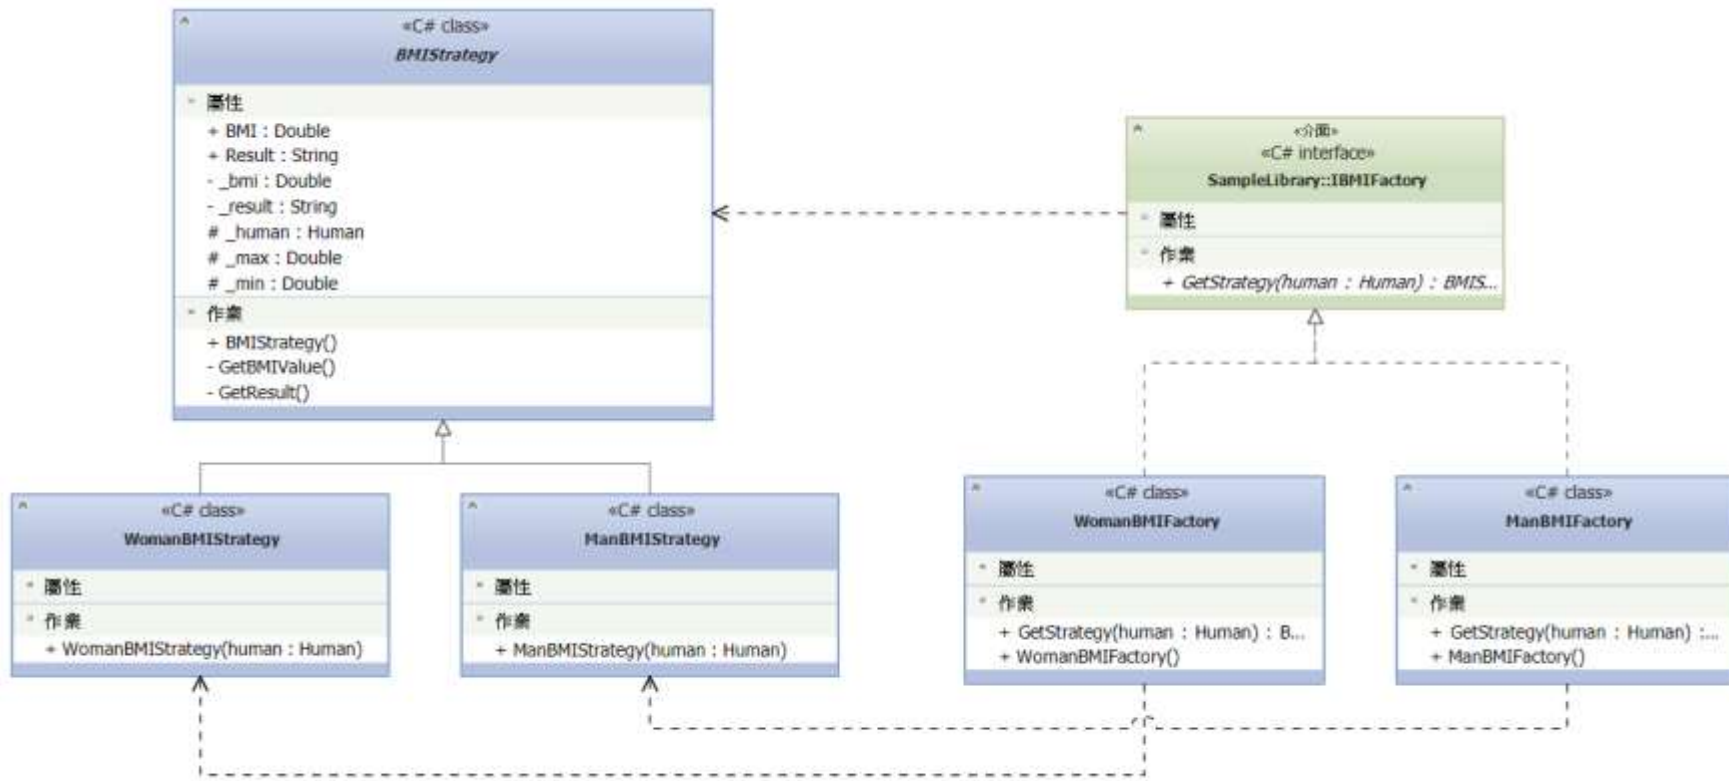 «C# class»
BMIStrategy
屬性
+ BMI : Double
+ Result : String
- _bmi : Double
- _result : String
# _human : Human
# _max : Double
# _min : Double
作業
+ BMIStrategy()
- GetBMIValue()
- GetResult()
«介面»
«C# interface»
SampleLibrary::IBMIFactory
屬性
作業
+ GetStrategy(human : Human) : BMIS...
«C# class»
WomanBMIStrategy
屬性
作業
+ WomanBMIStrategy(human : Human)
«C# class»
ManBMIStrategy
屬性
作業
+ ManBMIStrategy(human : Human)
«C# class»
WomanBMIFactory
屬性
作業
+ GetStrategy(human : Human) : B...
+ WomanBMIFactory()
«C# class»
ManBMIFactory
屬性
作業
+ GetStrategy(human : Human) :...
+ ManBMIFactory()